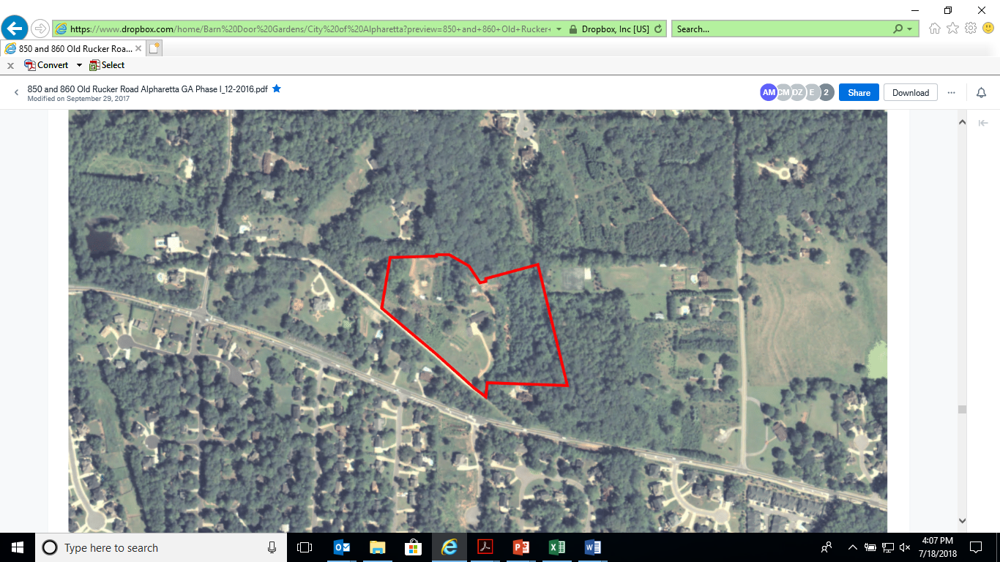 https://www.dropbox.com/home/Barn%20Door%20Gardens/City%20of%20Alpharetta?preview=850+and+860+Old+Rucker+
Dropbox, Inc [US]
Search...
850 and 860 Old Rucker Roa...
x Convert Select
850 and 860 Old Rucker Road Alpharetta GA Phase I_12-2016.pdf
Modified on September 29, 2017
AM CM DZ E 2 Share Download
Type here to search
4:07 PM
7/18/2018